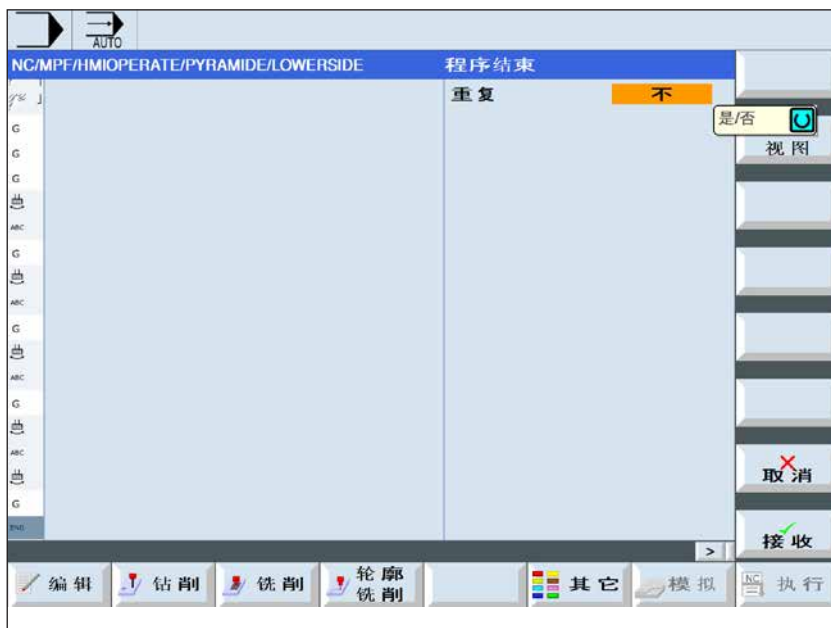 AUTO
NC/MPF/HMIOPERATE/PYRAMIDE/LOWERSIDE 程序结束
重复 不
是/否
G
G
视图
G
ABC
G
ABC
G
ABC
G
ABC
取消
G
END
接收
>
编辑 钻削 铣削 轮廓铣削 其它 模拟 NC 执行